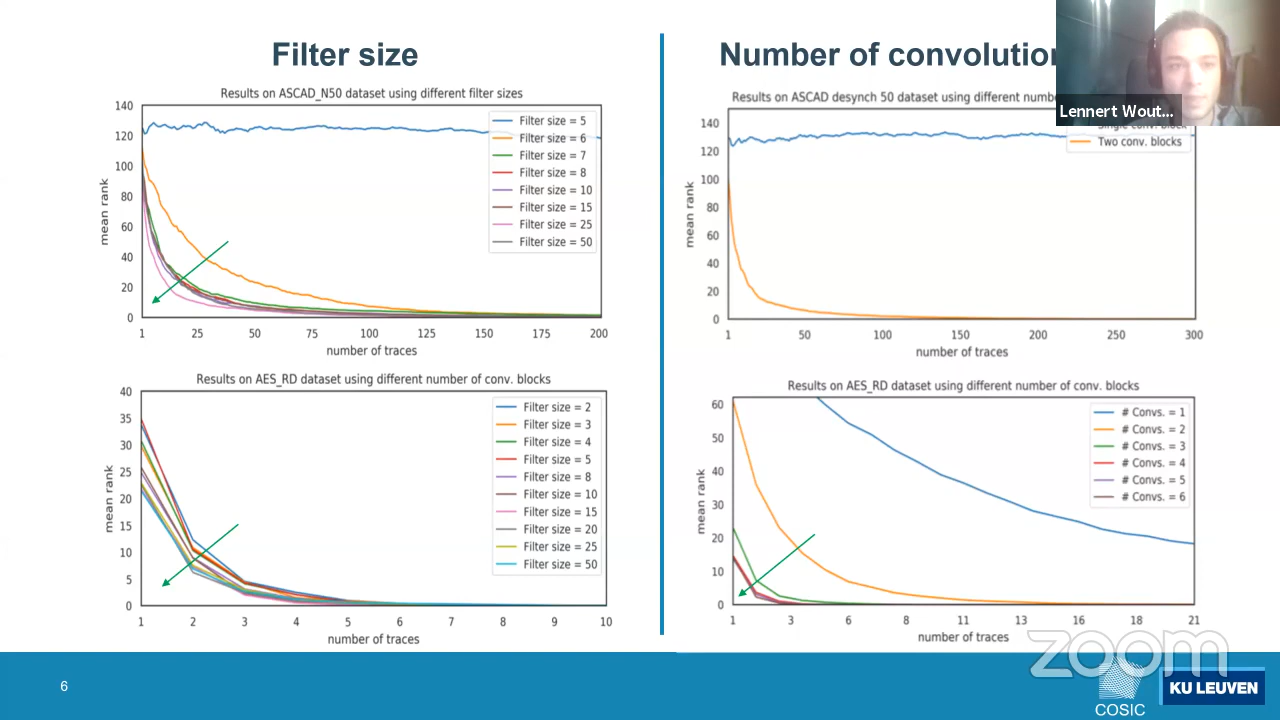 Filter size
Results on ASCAD_N50 dataset using different filter sizes
140
120
100
80
60
40
20
0
mean rank
Filter size = 5
Filter size = 6
Filter size = 7
Filter size = 8
Filter size = 10
Filter size = 15
Filter size = 25
Filter size = 50
1 25 50 75 100 125 150 175 200
number of traces
Results on AES_RD dataset using different number of conv. blocks
40
35
30
25
20
15
10
5
0
mean rank
Filter size = 2
Filter size = 3
Filter size = 4
Filter size = 5
Filter size = 8
Filter size = 10
Filter size = 15
Filter size = 20
Filter size = 25
Filter size = 50
1 2 3 4 5 6 7 8 9 10
number of traces
Number of convolution
Results on ASCAD desynch 50 dataset using different numb
Lennert Wout...
140
120
100
80
60
40
20
0
mean rank
Single conv. block
Two conv. blocks
1 50 100 150 200 250 300
number of traces
Results on AES_RD dataset using different number of conv. blocks
60
50
40
30
20
10
0
mean rank
# Convs. = 1
# Convs. = 2
# Convs. = 3
# Convs. = 4
# Convs. = 5
# Convs. = 6
1 3 6 8 11 13 16 18 21
number of traces
zoom
6
COSIC
KU LEUVEN